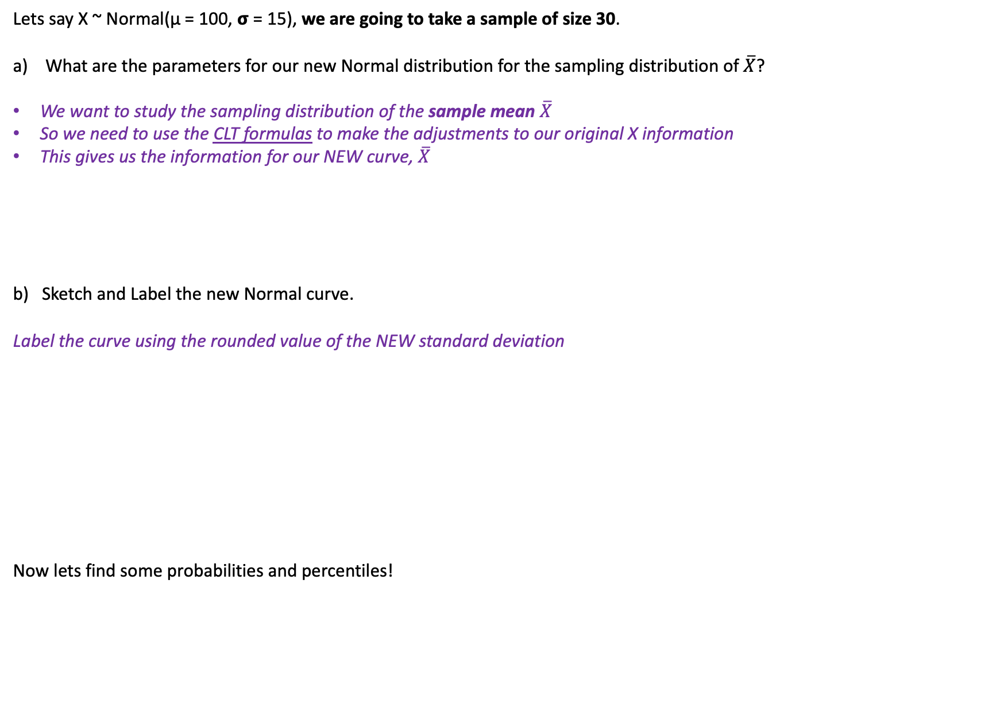 Lets say X ~ Normal(µ = 100, σ = 15), we are going to take a sample of size 30.
a) What are the parameters for our new Normal distribution for the sampling distribution of X̅?
• We want to study the sampling distribution of the sample mean X̅
• So we need to use the CLT formulas to make the adjustments to our original X information
• This gives us the information for our NEW curve, X̅
b) Sketch and Label the new Normal curve.
Label the curve using the rounded value of the NEW standard deviation
Now lets find some probabilities and percentiles!